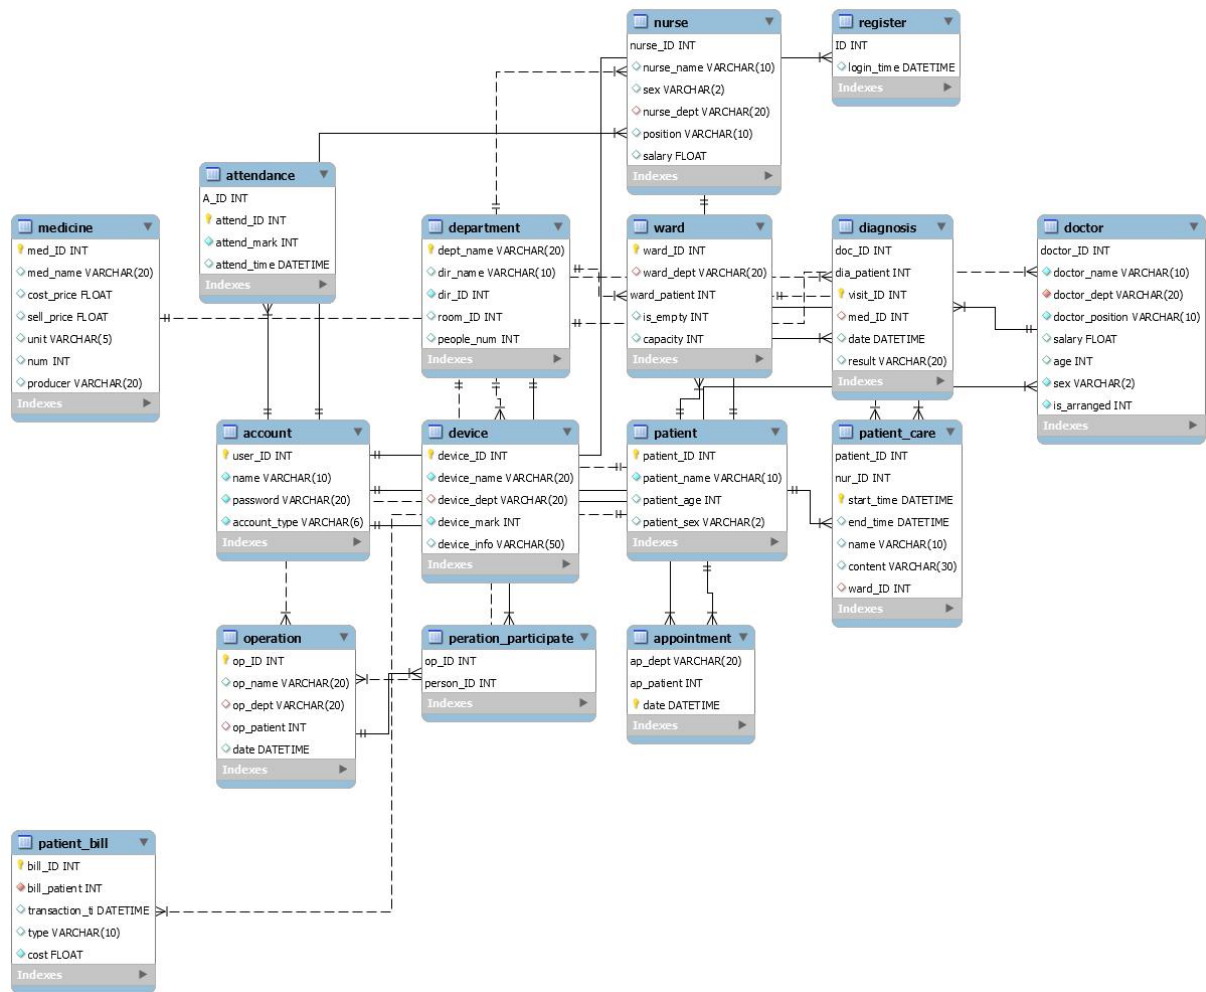 nurse
nurse_ID INT
nurse_name VARCHAR(10)
sex VARCHAR(2)
nurse_dept VARCHAR(20)
position VARCHAR(10)
salary FLOAT
Indexes
register
ID INT
login_time DATETIME
Indexes
attendance
A_ID INT
attend_ID INT
attend_mark INT
attend_time DATETIME
Indexes
medicine
med_ID INT
med_name VARCHAR(20)
cost_price FLOAT
sell_price FLOAT
unit VARCHAR(5)
num INT
producer VARCHAR(20)
Indexes
department
dept_name VARCHAR(20)
dir_name VARCHAR(10)
dir_ID INT
room_ID INT
people_num INT
Indexes
ward
ward_ID INT
ward_dept VARCHAR(20)
ward_patient INT
is_empty INT
capacity INT
Indexes
diagnosis
doc_ID INT
dia_patient INT
visit_ID INT
med_ID INT
date DATETIME
result VARCHAR(20)
Indexes
doctor
doctor_ID INT
doctor_name VARCHAR(10)
doctor_dept VARCHAR(20)
doctor_position VARCHAR(10)
salary FLOAT
age INT
sex VARCHAR(2)
is_arranged INT
Indexes
account
user_ID INT
name VARCHAR(10)
password VARCHAR(20)
account_type VARCHAR(6)
Indexes
device
device_ID INT
device_name VARCHAR(20)
device_dept VARCHAR(20)
device_mark INT
device_info VARCHAR(50)
Indexes
patient
patient_ID INT
patient_name VARCHAR(10)
patient_age INT
patient_sex VARCHAR(2)
Indexes
patient_care
patient_ID INT
nur_ID INT
start_time DATETIME
end_time DATETIME
name VARCHAR(10)
content VARCHAR(30)
ward_ID INT
Indexes
operation
op_ID INT
op_name VARCHAR(20)
op_dept VARCHAR(20)
op_patient INT
date DATETIME
Indexes
peration_participate
op_ID INT
person_ID INT
Indexes
appointment
ap_dept VARCHAR(20)
ap_patient INT
date DATETIME
Indexes
patient_bill
bill_ID INT
bill_patient INT
transaction_ti DATETIME
type VARCHAR(10)
cost FLOAT
Indexes